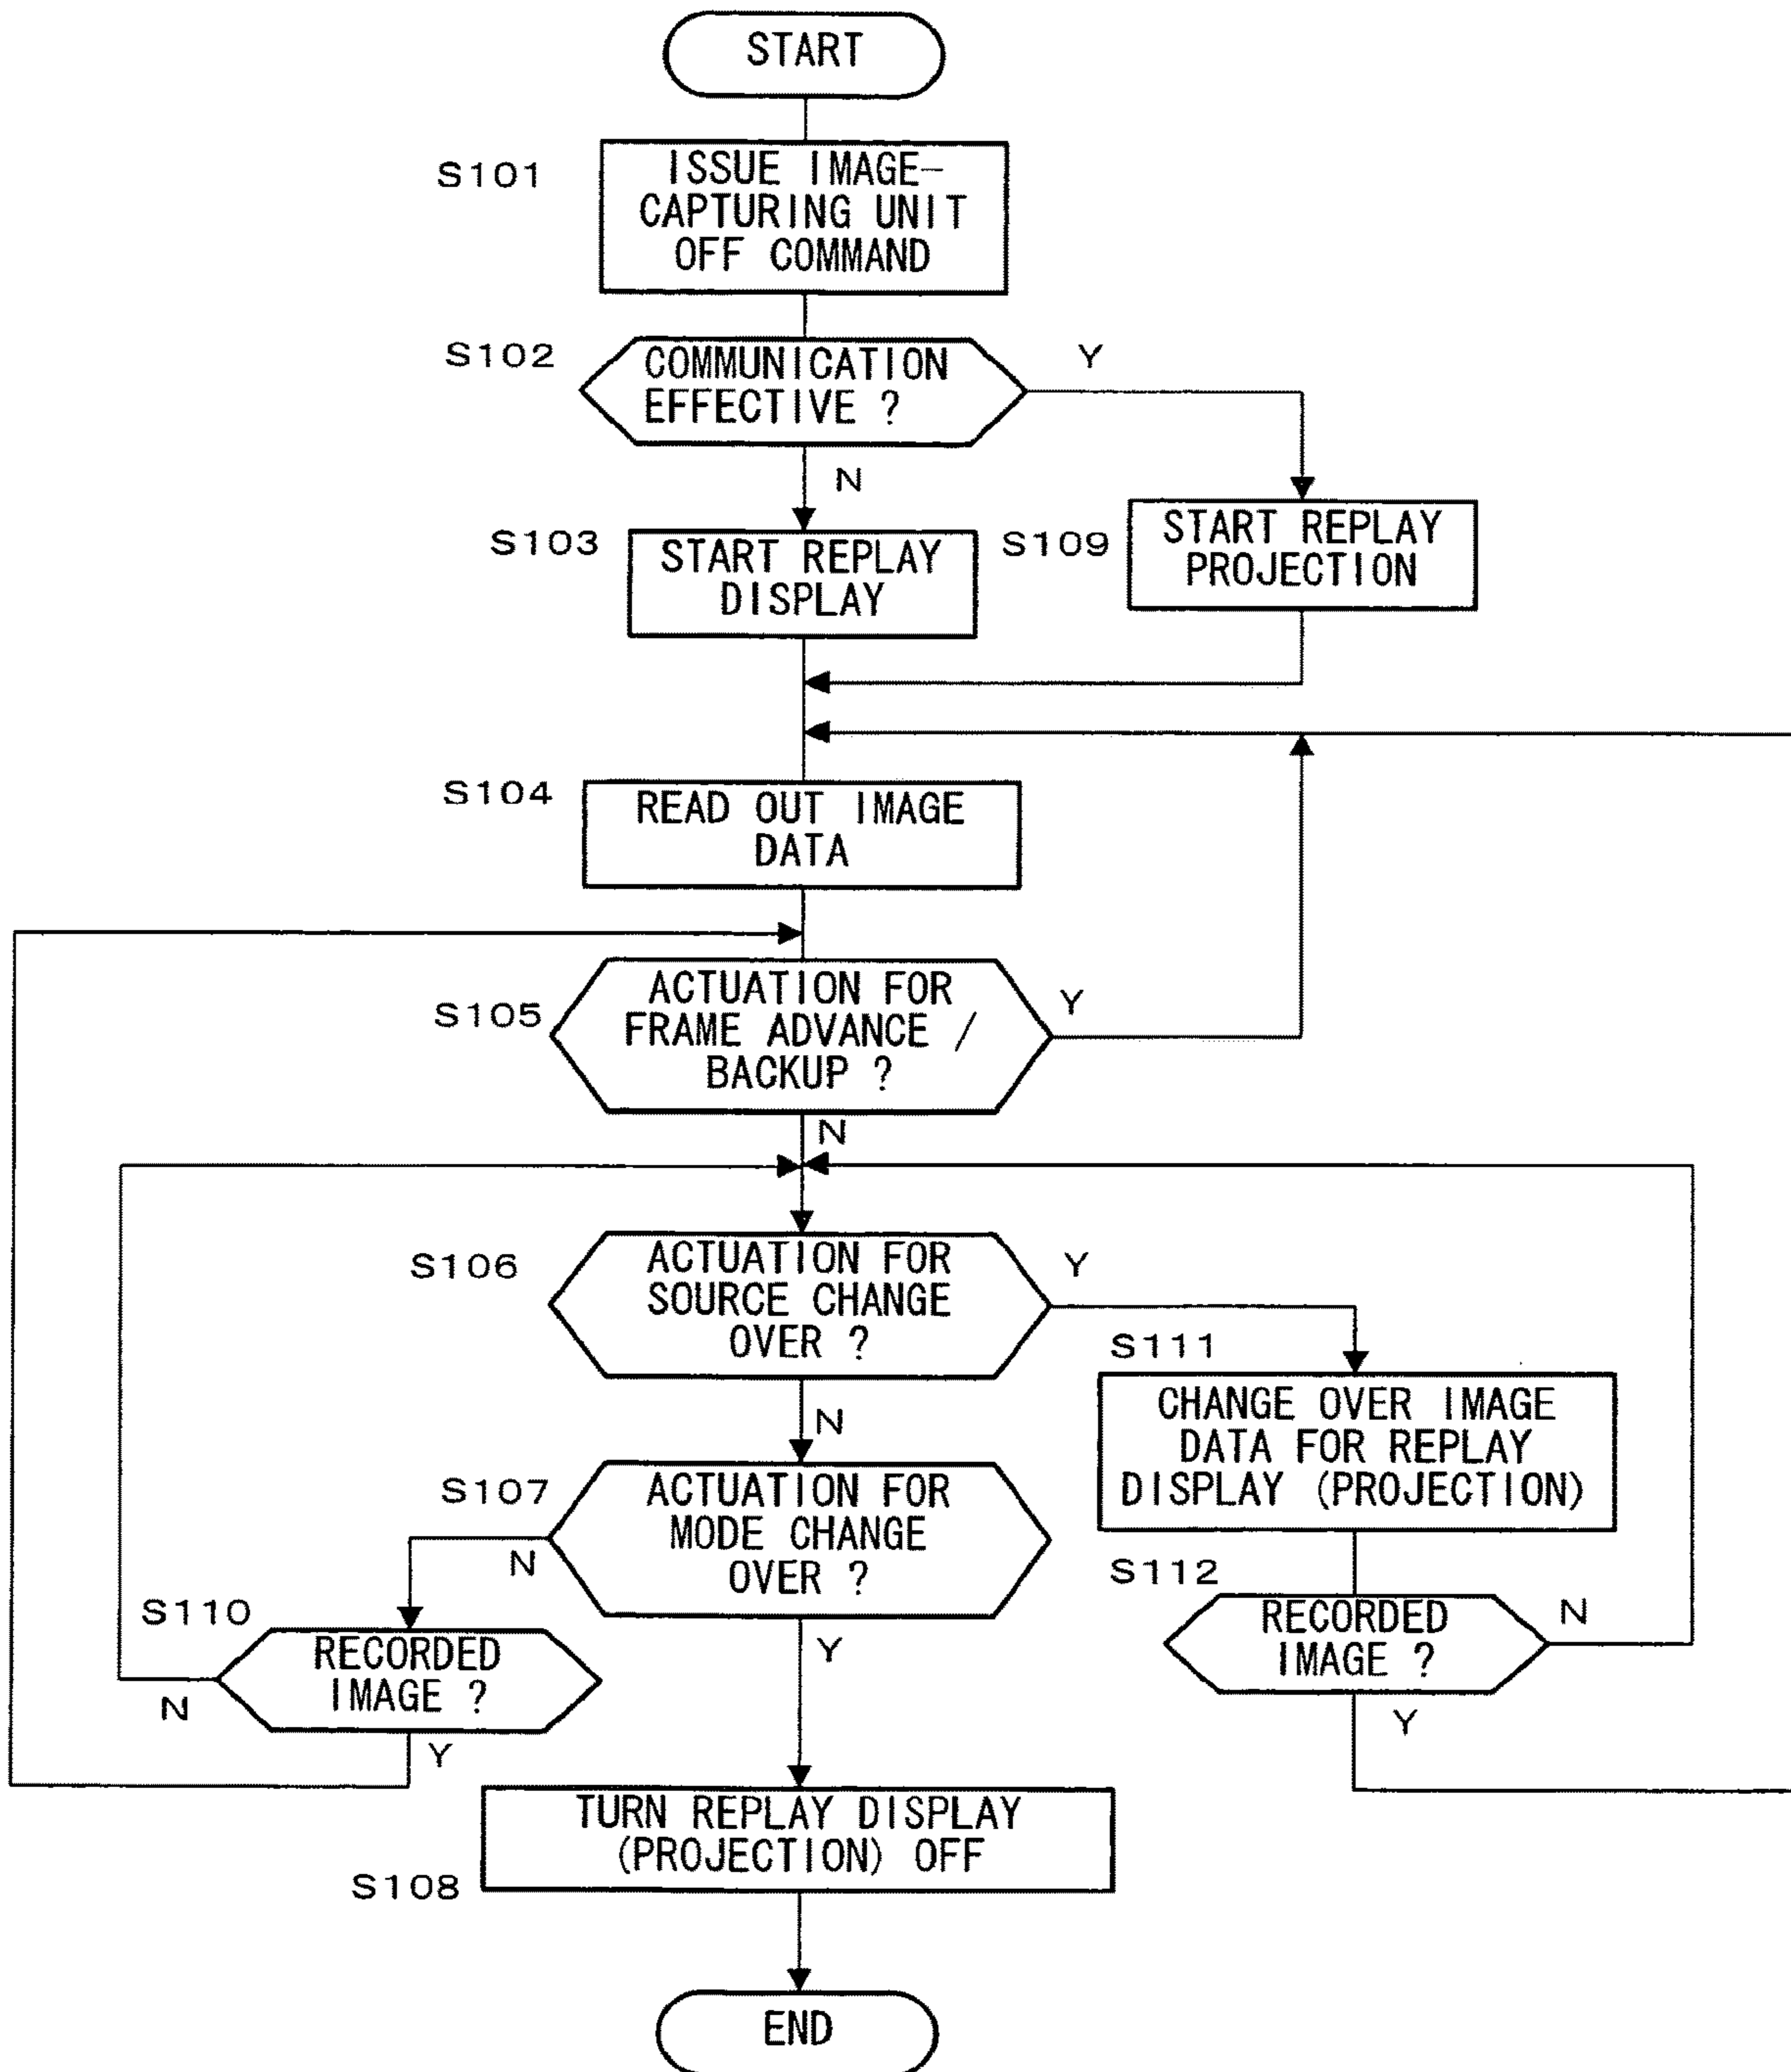 START
S101
ISSUE IMAGE-
CAPTURING UNIT
OFF COMMAND
S102
COMMUNICATION
EFFECTIVE ?
Y
N
S103
START REPLAY
DISPLAY
S109
START REPLAY
PROJECTION
S104
READ OUT IMAGE
DATA
S105
ACTUATION FOR
FRAME ADVANCE /
BACKUP ?
Y
N
S106
ACTUATION FOR
SOURCE CHANGE
OVER ?
Y
N
S111
CHANGE OVER IMAGE
DATA FOR REPLAY
DISPLAY (PROJECTION)
S107
ACTUATION FOR
MODE CHANGE
OVER ?
N
Y
S112
RECORDED
IMAGE ?
N
Y
S110
RECORDED
IMAGE ?
N
Y
TURN REPLAY DISPLAY
(PROJECTION) OFF
S108
END